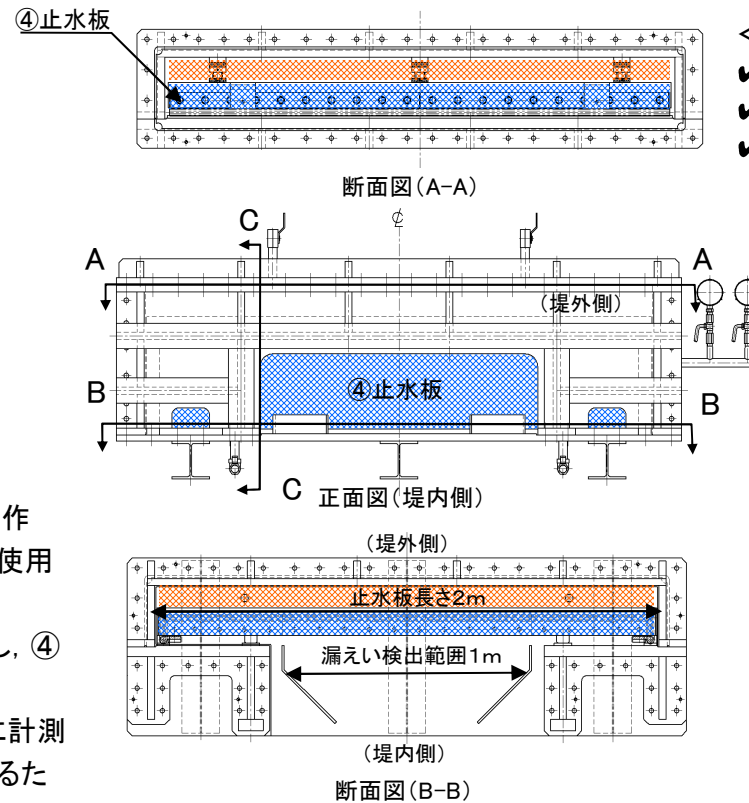 ④止水板
<
✓
✓
✓
断面図(A-A)
C
℄
A
A
(堤外側)
④止水板
B
B
C
正面図(堤内側)
作
使用
し,④
に計測
るた
(堤外側)
止水板長さ2m
漏えい検出範囲1m
(堤内側)
断面図(B-B)